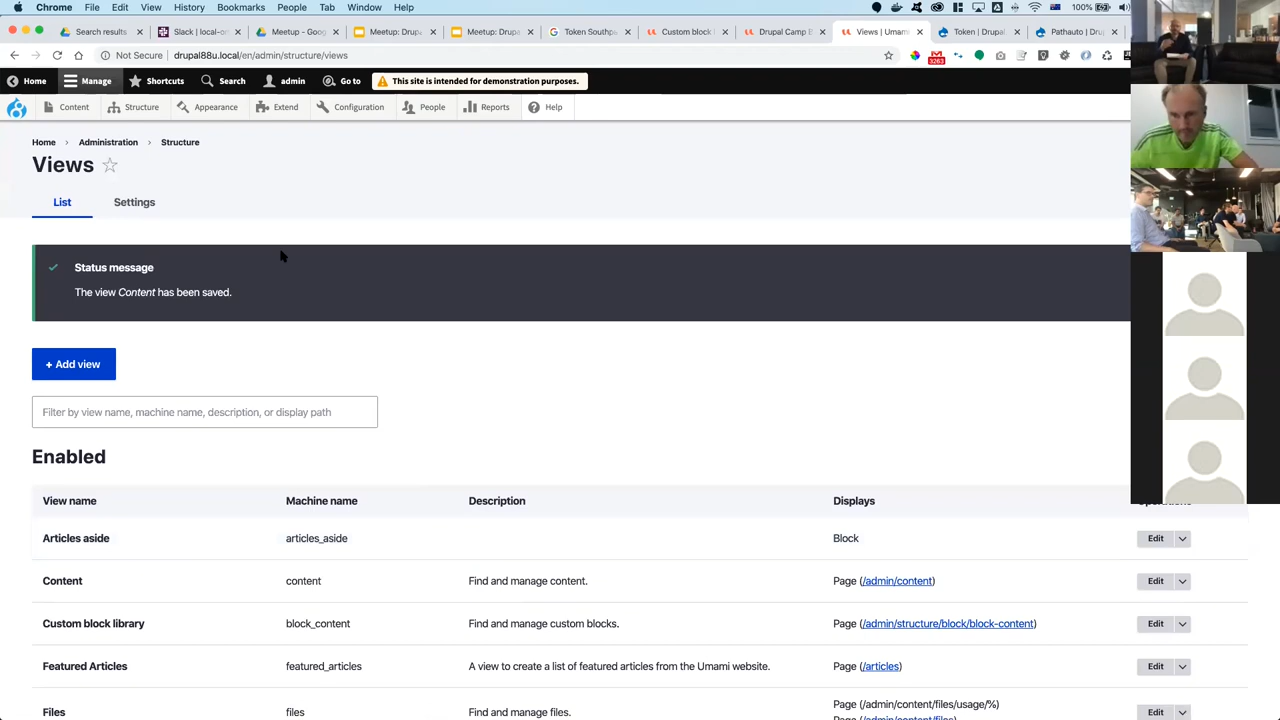 Chrome File Edit View History Bookmarks People Tab Window Help 100%
Search results
Slack | local-
Meetup - Goo
Meetup: Drup
Meetup: Drup
Token Southp
Custom block
Drupal Camp B
Views | Umam
Token | Drupal
Pathauto | Dru
Not Secure drupal88u.local/en/admin/structure/views
3263
Home Manage Shortcuts Search admin Go to This site is intended for demonstration purposes.
Content Structure Appearance Extend Configuration People Reports Help
Home > Administration > Structure
Views
List Settings
Status message
The view Content has been saved.
+ Add view
Filter by view name, machine name, description, or display path
Enabled
View name Machine name Description Displays
Articles aside articles_aside Block Edit
Content content Find and manage content. Page (/admin/content) Edit
Custom block library block_content Find and manage custom blocks. Page (/admin/structure/block/block-content) Edit
Featured Articles featured_articles A view to create a list of featured articles from the Umami website. Page (/articles) Edit
Page (/admin/content/files/usage/%)
Files files Find and manage files. Edit
Page (/admin/content/files)